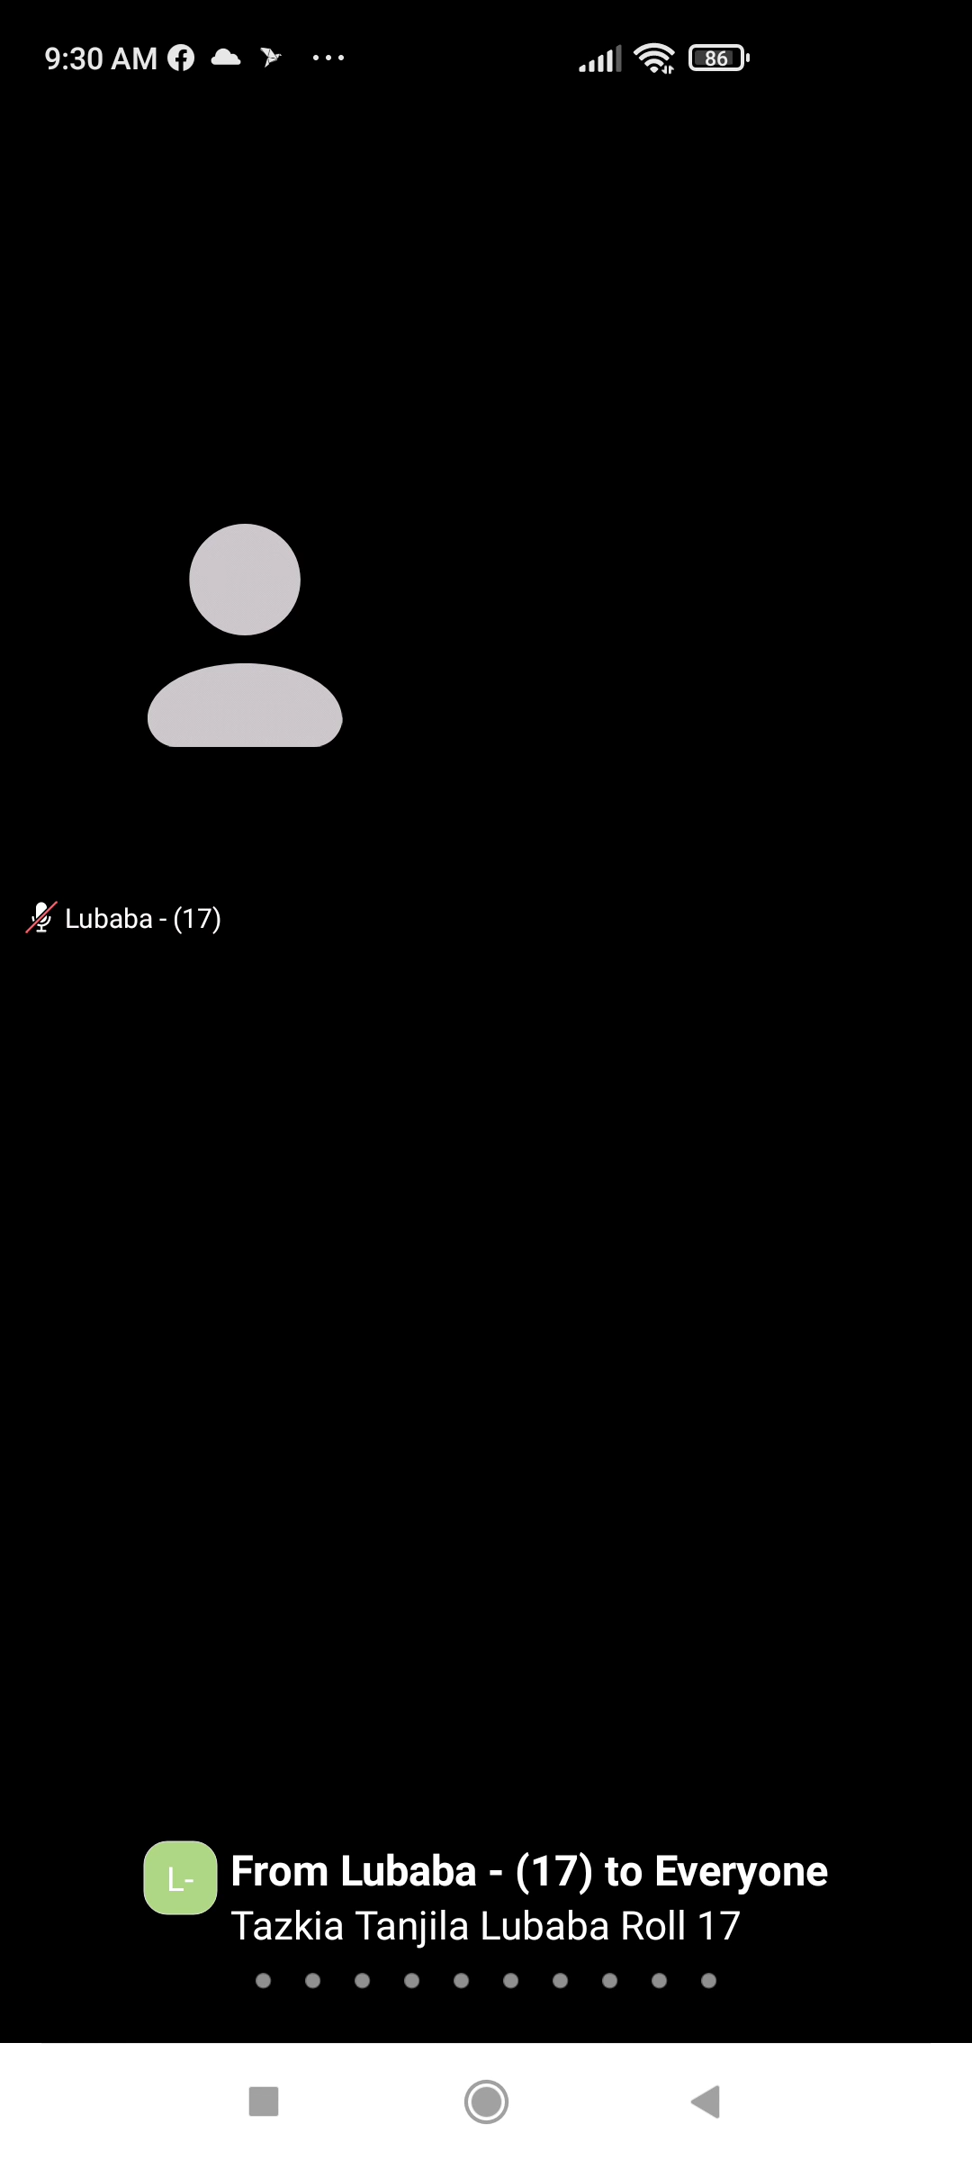 9:30 AM
86
Lubaba - (17)
L-
From Lubaba - (17) to Everyone
Tazkia Tanjila Lubaba Roll 17